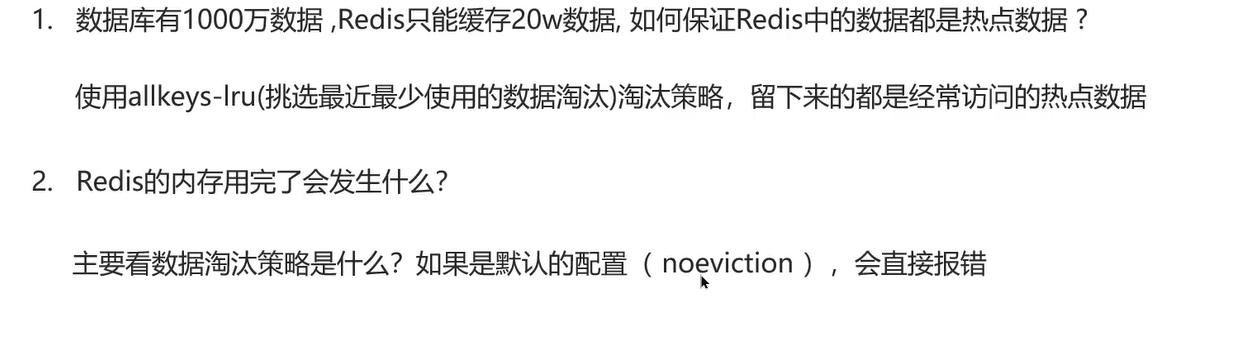 1. 数据库有1000万数据 ,Redis只能缓存20w数据, 如何保证Redis中的数据都是热点数据 ?
使用allkeys-lru(挑选最近最少使用的数据淘汰)淘汰策略，留下来的都是经常访问的热点数据
2. Redis的内存用完了会发生什么？
主要看数据淘汰策略是什么？如果是默认的配置（ noeviction ），会直接报错